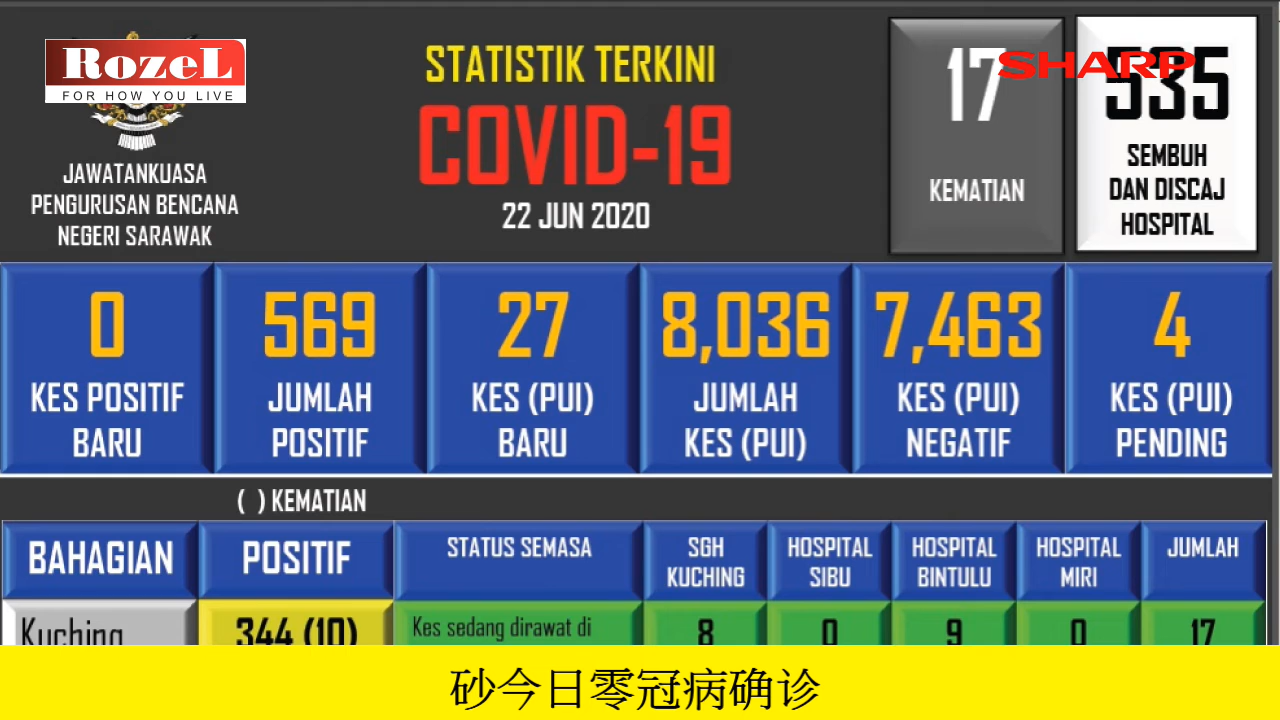 RozeL
FOR HOW YOU LIVE
JAWATANKUASA
PENGURUSAN BENCANA
NEGERI SARAWAK
STATISTIK TERKINI
COVID-19
22 JUN 2020
17
KEMATIAN
SHARP
535
SEMBUH
DAN DISCAJ
HOSPITAL
0
KES POSITIF
BARU
569
JUMLAH
POSITIF
27
KES (PUI)
BARU
8,036
JUMLAH
KES (PUI)
7,463
KES (PUI)
NEGATIF
4
KES (PUI)
PENDING
( ) KEMATIAN
BAHAGIAN
POSITIF
STATUS SEMASA
SGH
KUCHING
HOSPITAL
SIBU
HOSPITAL
BINTULU
HOSPITAL
MIRI
JUMLAH
Kuching
344 (10)
Kes sedang dirawat di
8
0
9
0
17
砂今日零冠病确诊